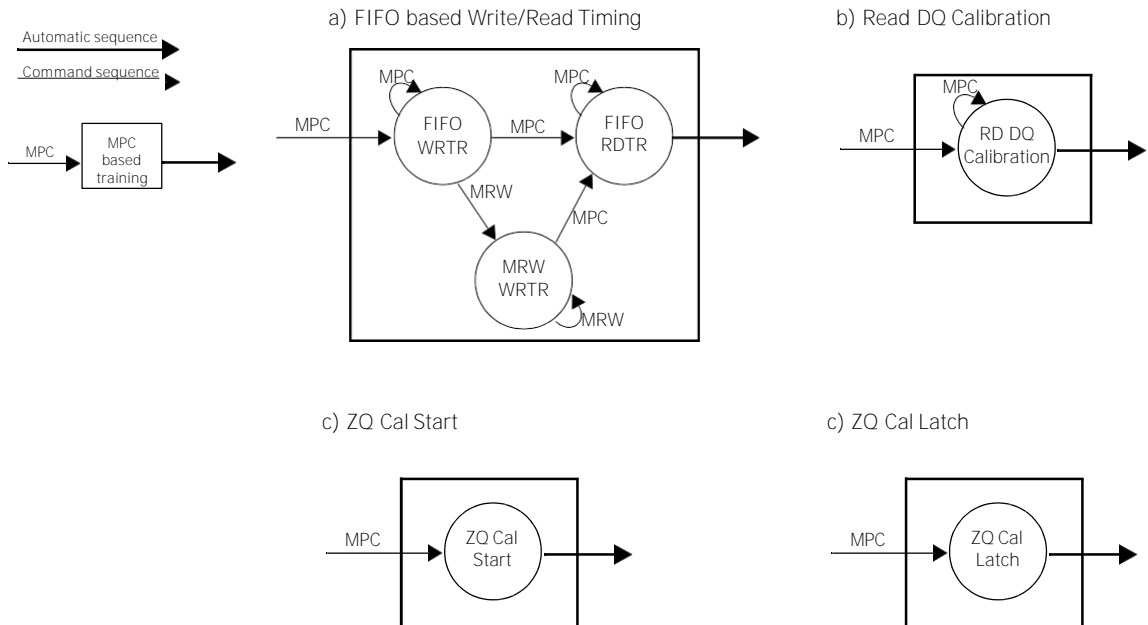 a) FIFO based Write/Read Timing
b) Read DQ Calibration
Automatic sequence
Command sequence
MPC
MPC
based
training
MPC
MPC
FIFO
WRTR
MPC
MPC
FIFO
RDTR
MRW
MPC
MRW
WRTR
MRW
MPC
MPC
RD DQ
Calibration
c) ZQ Cal Start
c) ZQ Cal Latch
MPC
ZQ Cal
Start
MPC
ZQ Cal
Latch